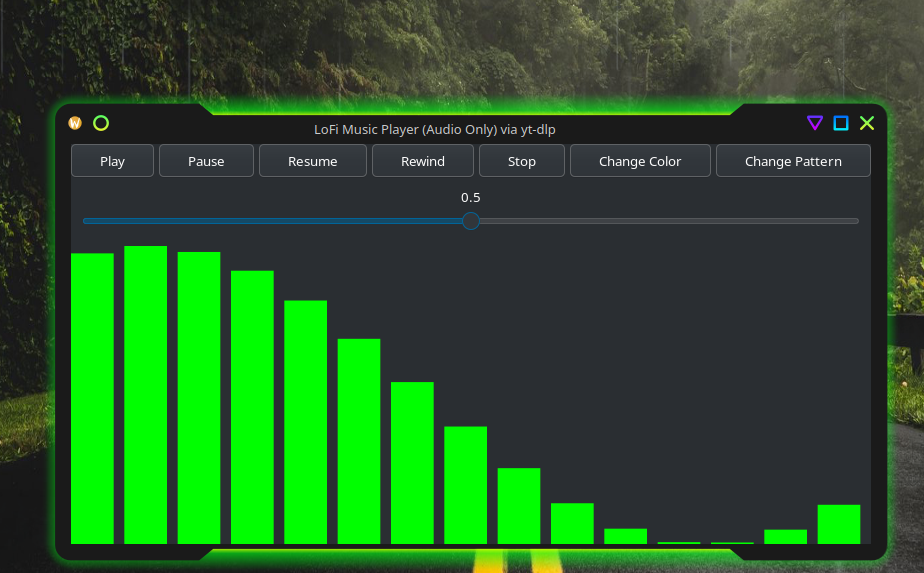 LoFi Music Player (Audio Only) via yt-dlp
Play Pause Resume Rewind Stop Change Color Change Pattern
0.5